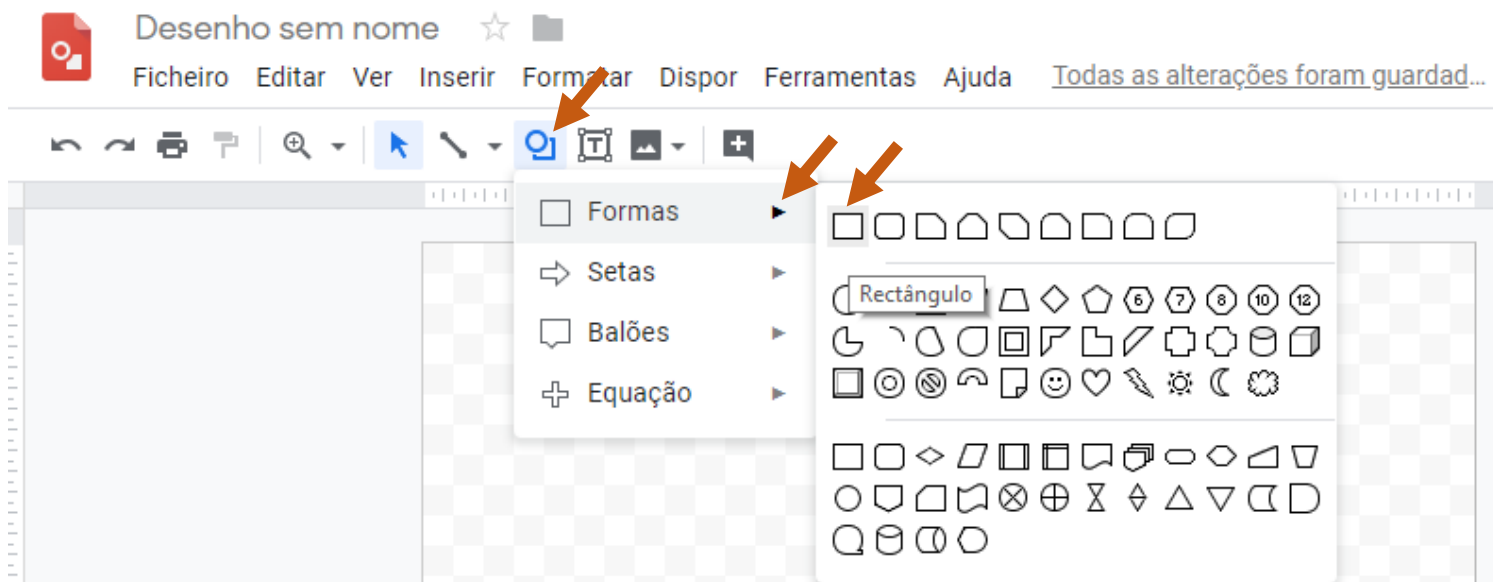 Desenho sem nome
Ficheiro Editar Ver Inserir Formatar Dispor Ferramentas Ajuda Todas as alterações foram guardad...
Formas
Setas
Balões
Equação
Rectângulo
6 7 8 10 12